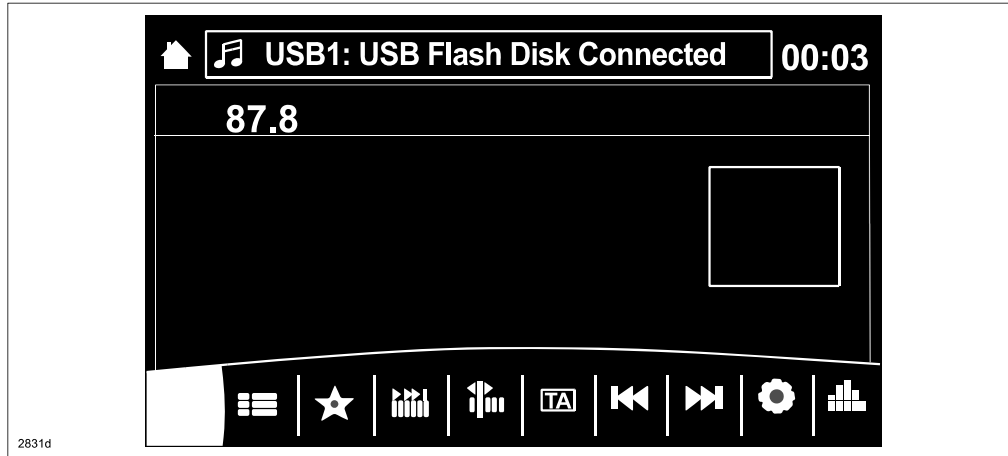 USB1: USB Flash Disk Connected
00:03
87.8
TA
2831d